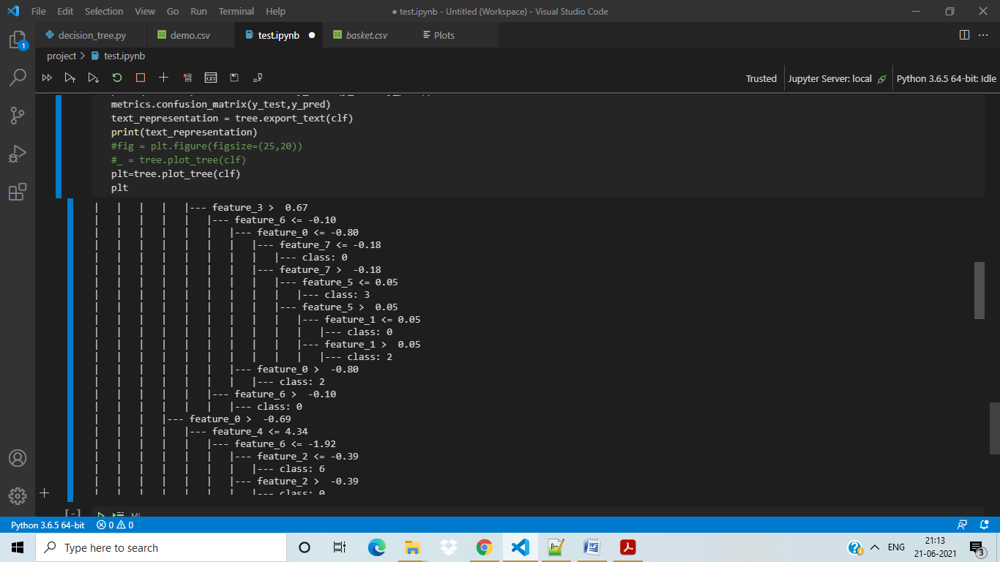 File Edit Selection View Go Run Terminal Help ● test.ipynb - Untitled (Workspace) - Visual Studio Code
decision_tree.py demo.csv test.ipynb basket.csv Plots
1
project > test.ipynb
Trusted Jupyter Server: local Python 3.6.5 64-bit: Idle
metrics.confusion_matrix(y_test,y_pred)
text_representation = tree.export_text(clf)
print(text_representation)
#fig = plt.figure(figsize=(25,20))
#_ = tree.plot_tree(clf)
plt=tree.plot_tree(clf)
plt
|   |   |   |   |--- feature_3 >  0.67
|   |   |   |   |   |--- feature_6 <= -0.10
|   |   |   |   |   |   |--- feature_0 <= -0.80
|   |   |   |   |   |   |   |--- feature_7 <= -0.18
|   |   |   |   |   |   |   |   |--- class: 0
|   |   |   |   |   |   |   |--- feature_7 >  -0.18
|   |   |   |   |   |   |   |   |--- feature_5 <= 0.05
|   |   |   |   |   |   |   |   |   |--- class: 3
|   |   |   |   |   |   |   |   |--- feature_5 >  0.05
|   |   |   |   |   |   |   |   |   |--- feature_1 <= 0.05
|   |   |   |   |   |   |   |   |   |   |--- class: 0
|   |   |   |   |   |   |   |   |   |--- feature_1 >  0.05
|   |   |   |   |   |   |   |   |   |   |--- class: 2
|   |   |   |   |   |   |--- feature_0 >  -0.80
|   |   |   |   |   |   |   |--- class: 2
|   |   |   |   |   |--- feature_6 >  -0.10
|   |   |   |   |   |   |--- class: 0
|   |   |   |--- feature_0 >  -0.69
|   |   |   |   |--- feature_4 <= 4.34
|   |   |   |   |   |--- feature_6 <= -1.92
|   |   |   |   |   |   |--- feature_2 <= -0.39
|   |   |   |   |   |   |   |--- class: 6
|   |   |   |   |   |   |--- feature_2 >  -0.39
|   |   |   |   |   |   |   |--- class: 0
[-] ML
Python 3.6.5 64-bit 0 0
Type here to search ENG 21:13
21-06-2021 3